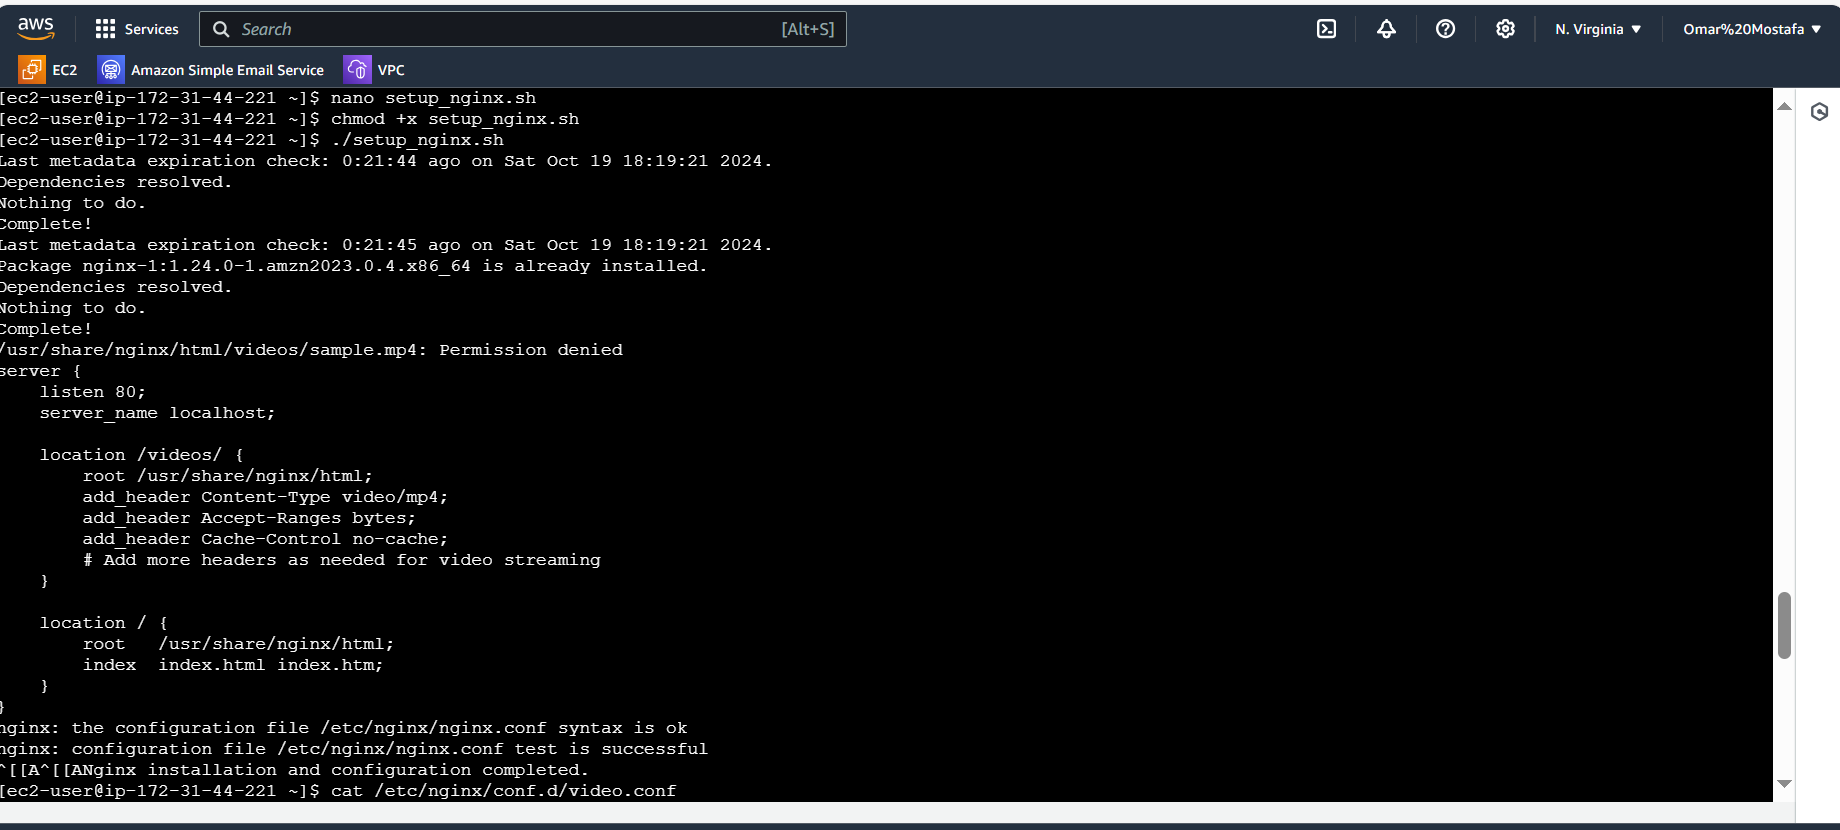 aws
Services
Search [Alt+S]
N. Virginia
Omar%20Mostafa
EC2
Amazon Simple Email Service
VPC
[ec2-user@ip-172-31-44-221 ~]$ nano setup_nginx.sh
[ec2-user@ip-172-31-44-221 ~]$ chmod +x setup_nginx.sh
[ec2-user@ip-172-31-44-221 ~]$ ./setup_nginx.sh
Last metadata expiration check: 0:21:44 ago on Sat Oct 19 18:19:21 2024.
Dependencies resolved.
Nothing to do.
Complete!
Last metadata expiration check: 0:21:45 ago on Sat Oct 19 18:19:21 2024.
Package nginx-1:1.24.0-1.amzn2023.0.4.x86_64 is already installed.
Dependencies resolved.
Nothing to do.
Complete!
/usr/share/nginx/html/videos/sample.mp4: Permission denied
server {
    listen 80;
    server_name localhost;
    location /videos/ {
        root /usr/share/nginx/html;
        add_header Content-Type video/mp4;
        add_header Accept-Ranges bytes;
        add_header Cache-Control no-cache;
        # Add more headers as needed for video streaming
    }
    location / {
        root   /usr/share/nginx/html;
        index  index.html index.htm;
    }
}
nginx: the configuration file /etc/nginx/nginx.conf syntax is ok
nginx: configuration file /etc/nginx/nginx.conf test is successful
^[[A^[[ANginx installation and configuration completed.
[ec2-user@ip-172-31-44-221 ~]$ cat /etc/nginx/conf.d/video.conf